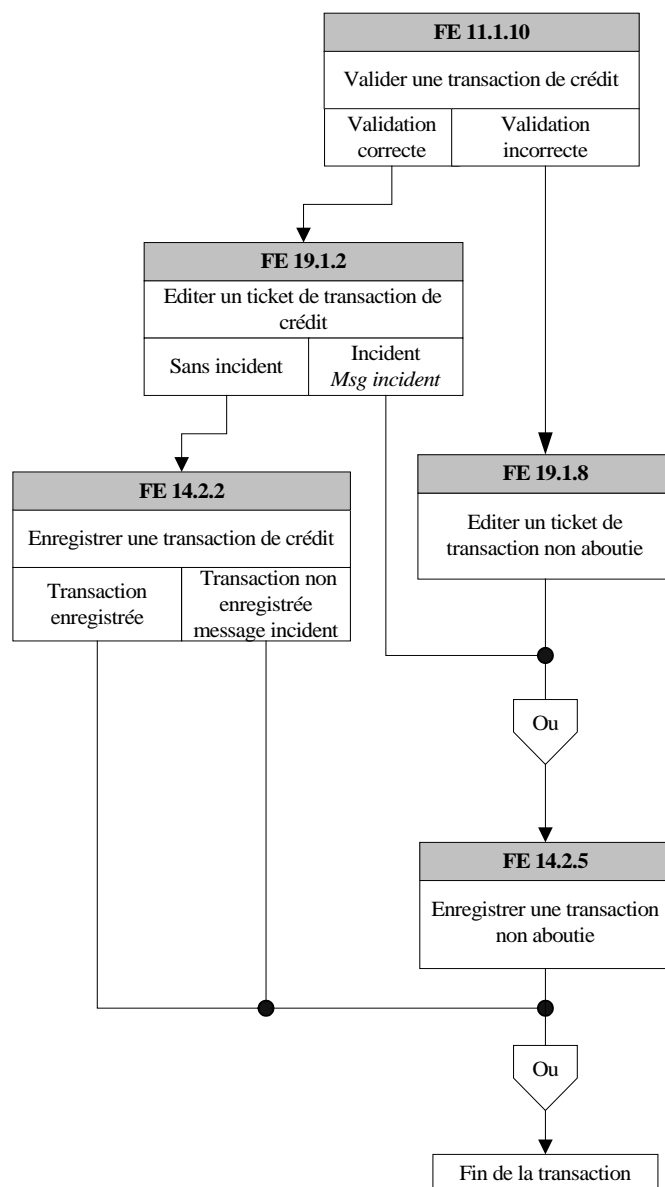 FE 11.1.10
Valider une transaction de crédit
Validation
correcte
Validation
incorrecte
FE 19.1.2
Editer un ticket de transaction de
crédit
Sans incident
Incident
Msg incident
FE 14.2.2
Enregistrer une transaction de crédit
Transaction
enregistrée
Transaction non
enregistrée
message incident
FE 19.1.8
Editer un ticket de
transaction non aboutie
Ou
FE 14.2.5
Enregistrer une transaction
non aboutie
Ou
Fin de la transaction